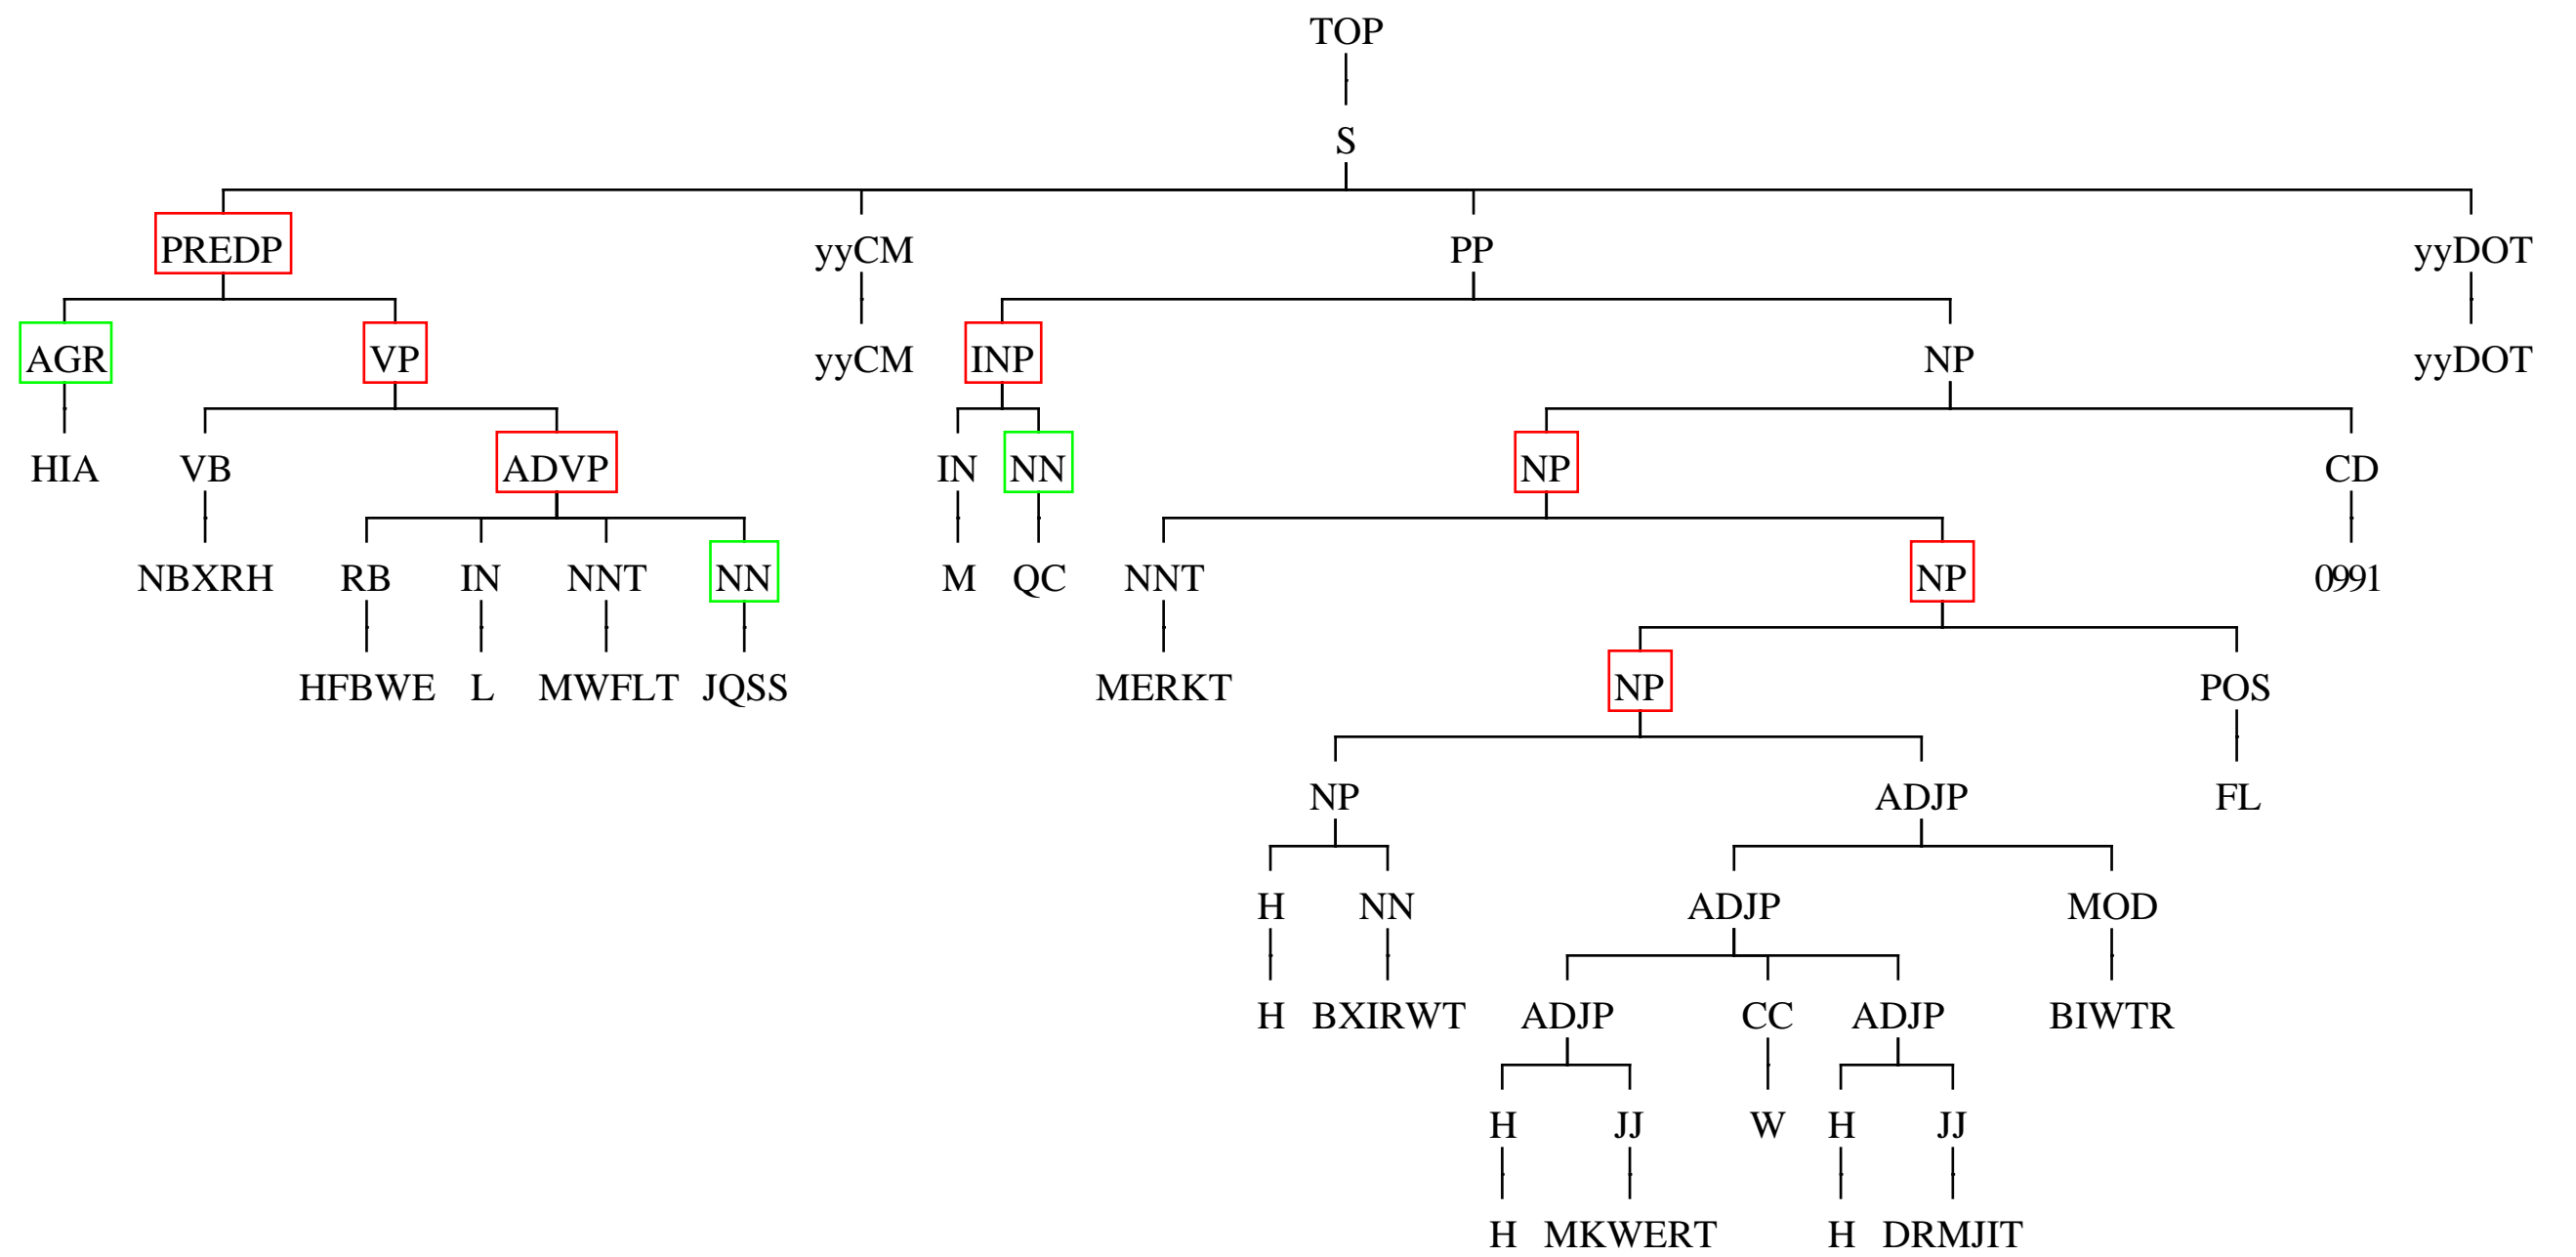 TOP
S
PREDP yyCM PP yyDOT
AGR VP yyCM INP NP yyDOT
HIA VB ADVP IN NN NP CD
NBXRH RB IN NNT NN M QC NNT NP 0991
HFBWE L MWFLT JQSS MERKT NP POS
NP ADJP FL
H NN ADJP MOD
H BXIRWT ADJP CC ADJP BIWTR
H JJ W H JJ
H MKWERT H DRMJIT